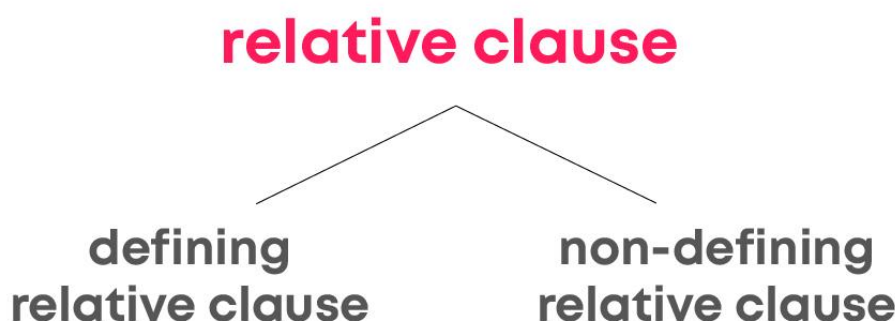 relative clause
defining
relative clause
non-defining
relative clause